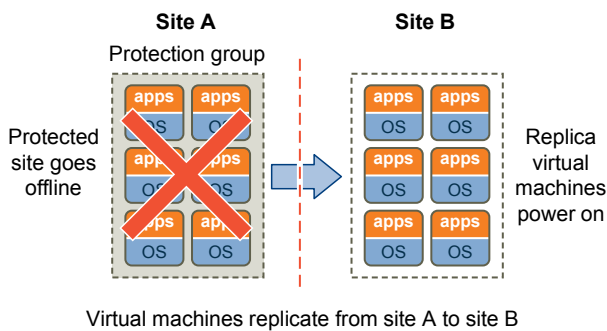 Site A
Site B
Protection group
apps apps
OS OS
apps apps
OS OS
apps apps
OS OS
apps apps
OS OS
apps apps
OS OS
apps apps
OS OS
Protected
site goes
offline
Replica
virtual
machines
power on
Virtual machines replicate from site A to site B